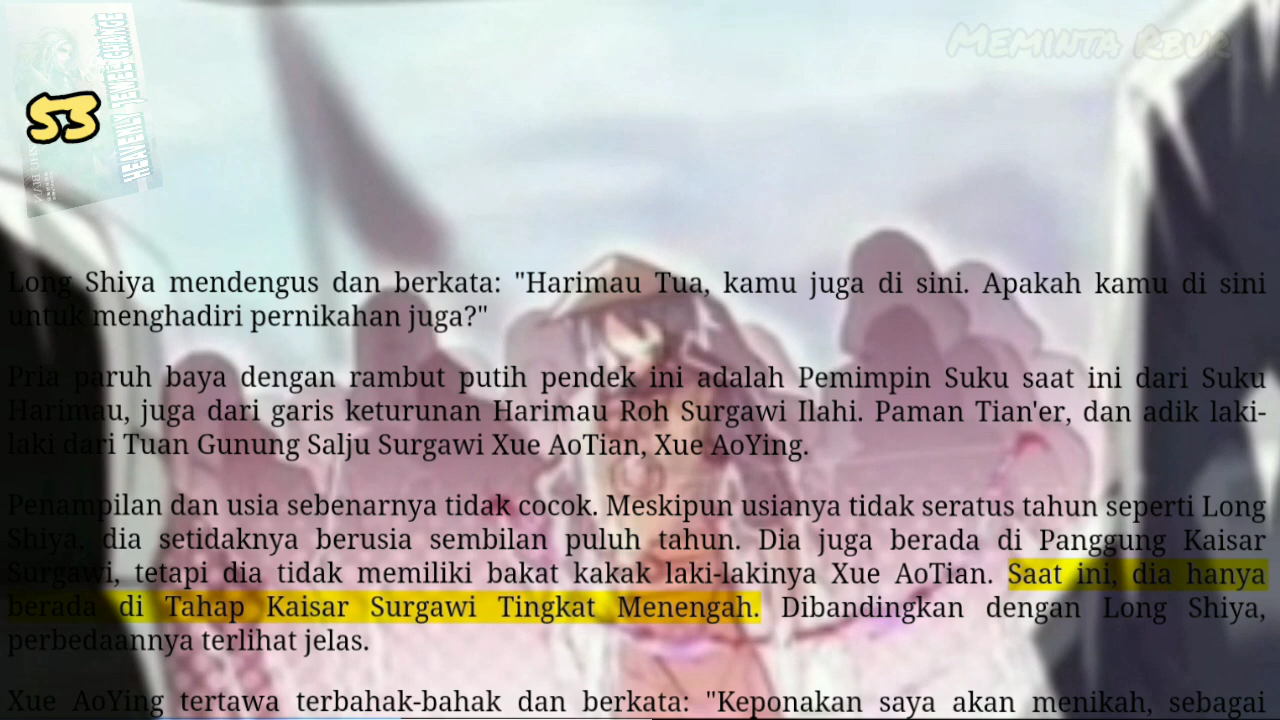 Meminta Rbur
HEAVENLY JEWEL CHANGE
53
Long Shiya mendengus dan berkata: "Harimau Tua, kamu juga di sini. Apakah kamu di sini
untuk menghadiri pernikahan juga?"
Pria paruh baya dengan rambut putih pendek ini adalah Pemimpin Suku saat ini dari Suku
Harimau, juga dari garis keturunan Harimau Roh Surgawi Ilahi. Paman Tian'er, dan adik laki-
laki dari Tuan Gunung Salju Surgawi Xue AoTian, Xue AoYing.
Penampilan dan usia sebenarnya tidak cocok. Meskipun usianya tidak seratus tahun seperti Long
Shiya, dia setidaknya berusia sembilan puluh tahun. Dia juga berada di Panggung Kaisar
Surgawi, tetapi dia tidak memiliki bakat kakak laki-lakinya Xue AoTian. Saat ini, dia hanya
berada di Tahap Kaisar Surgawi Tingkat Menengah. Dibandingkan dengan Long Shiya,
perbedaannya terlihat jelas.
Xue AoYing tertawa terbahak-bahak dan berkata: "Keponakan saya akan menikah, sebagai